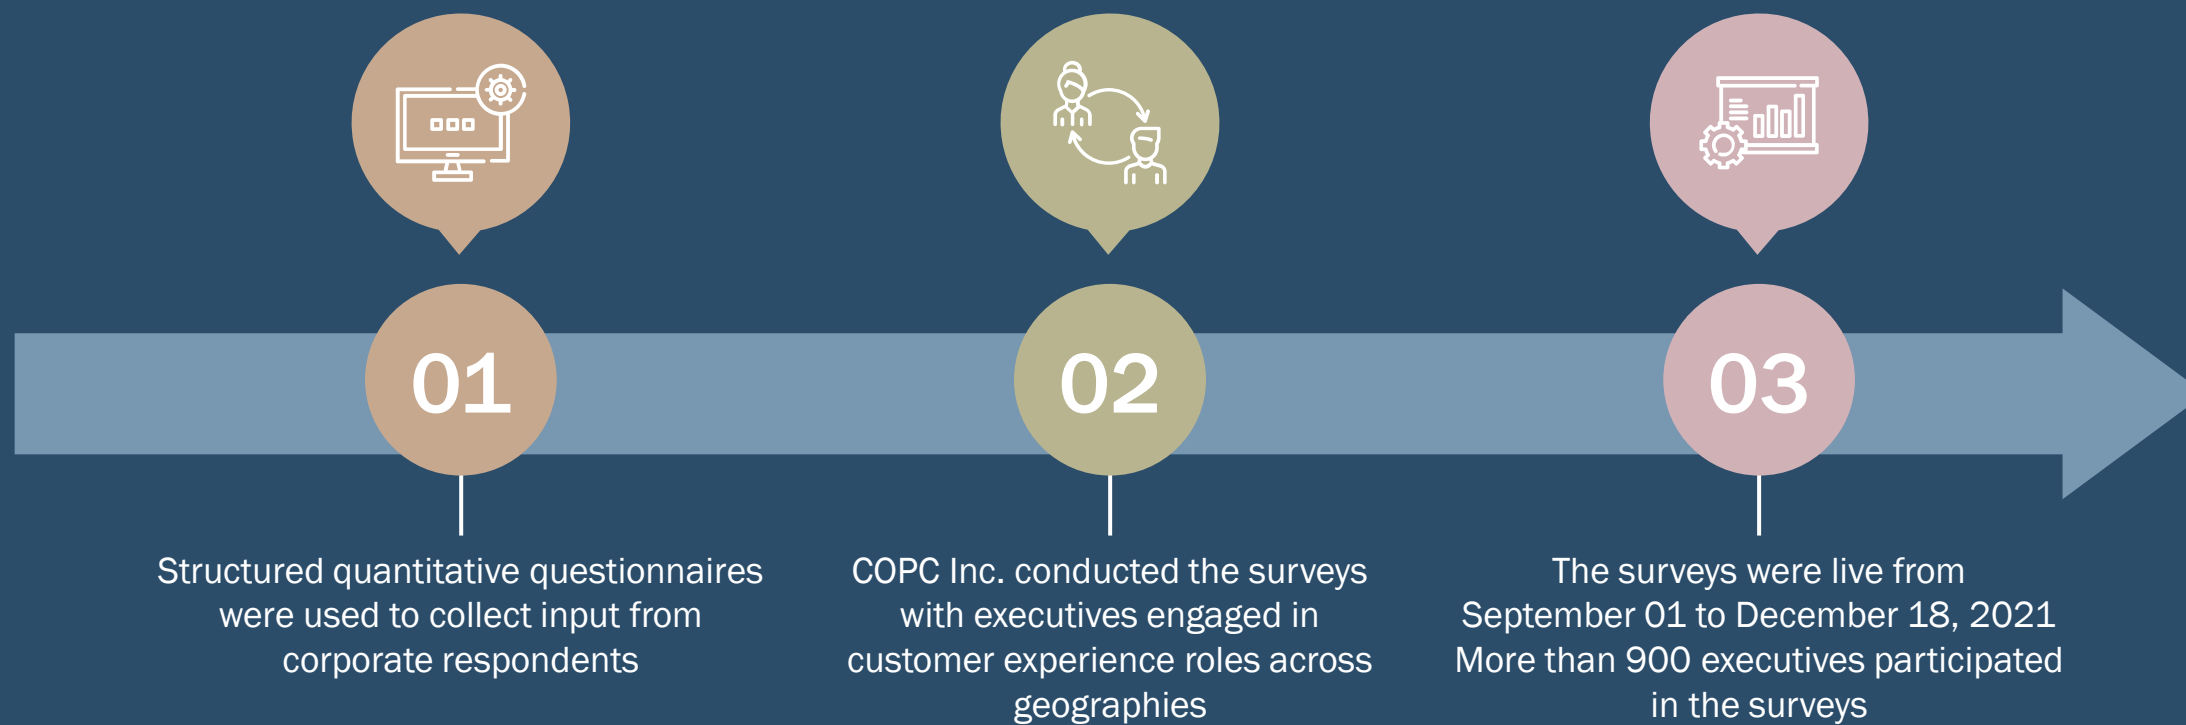 01
Structured quantitative questionnaires
were used to collect input from
corporate respondents
02
COPC Inc. conducted the surveys
with executives engaged in
customer experience roles across
geographies
03
The surveys were live from
September 01 to December 18, 2021
More than 900 executives participated
in the surveys